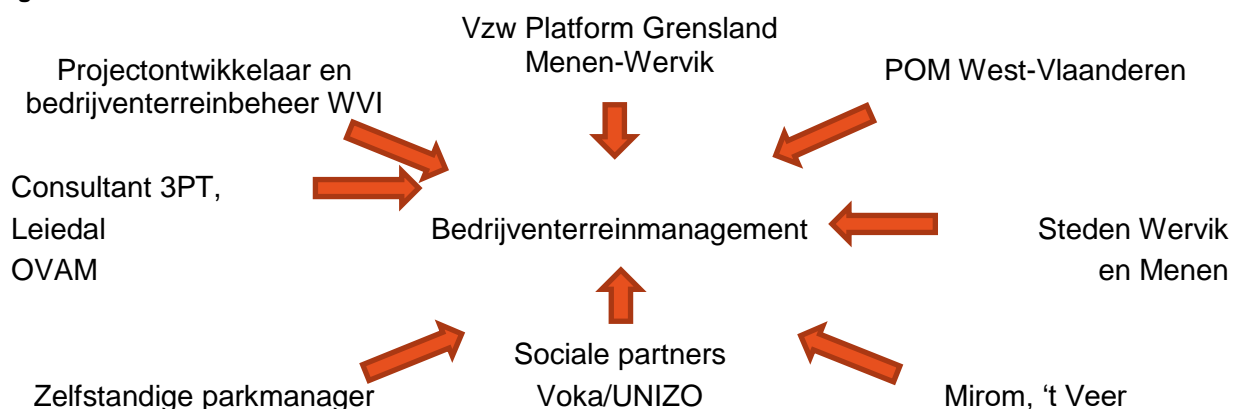 Vzw Platform Grensland
Menen-Wervik
Projectontwikkelaar en
bedrijventerreinbeheer WVI
POM West-Vlaanderen
Consultant 3PT,
Leiedal
OVAM
Bedrijventerreinmanagement
Steden Wervik
en Menen
Sociale partners
Voka/UNIZO
Zelfstandige parkmanager
Mirom, ‘t Veer